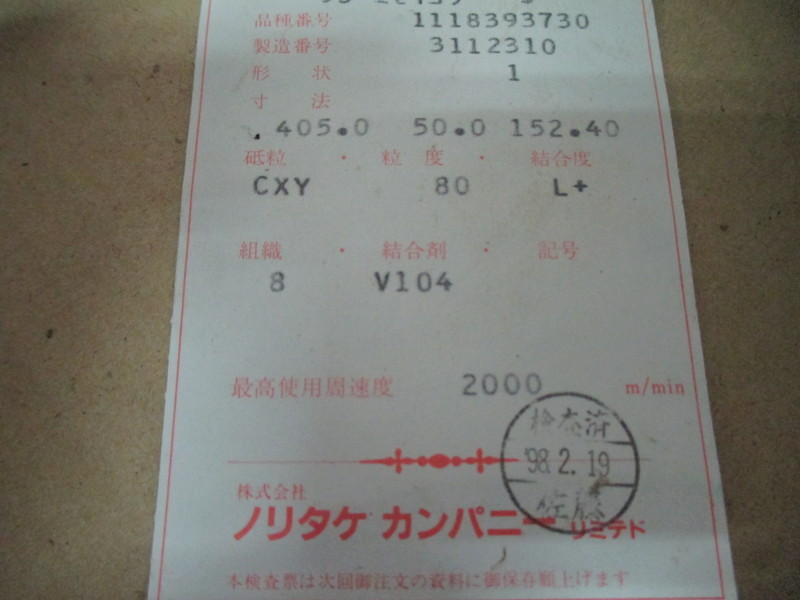 品種番号 1118393730
製造番号 3112310
形状 1
寸法
405.0 50.0 152.40
砥粒 ・ 粒度 ・ 結合度
CXY 80 L+
組織 ・ 結合剤 ・ 記号
8 V104
最高使用周速度 2000 m/min
検査済
'98.2.19
佐藤
株式会社
ノリタケ カンパニー リミテド
本検査票は次回御注文の資料に御保存願上げます